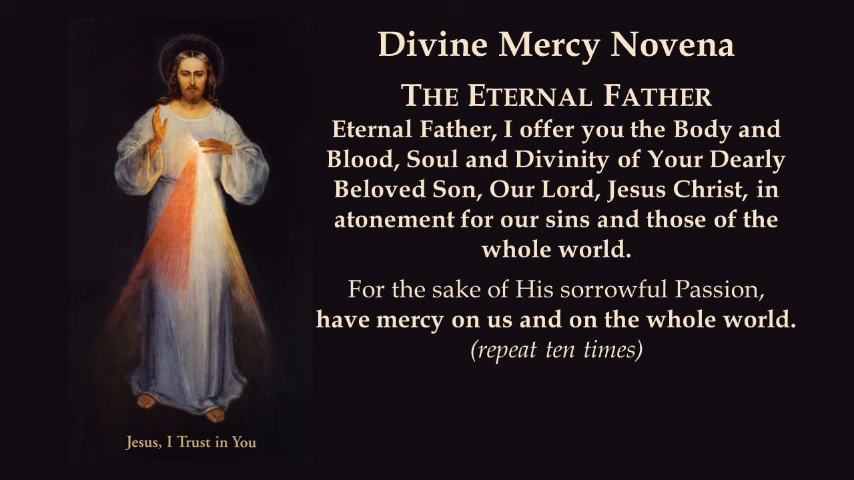 Divine Mercy Novena
THE ETERNAL FATHER
Eternal Father, I offer you the Body and
Blood, Soul and Divinity of Your Dearly
Beloved Son, Our Lord, Jesus Christ, in
atonement for our sins and those of the
whole world.
For the sake of His sorrowful Passion,
have mercy on us and on the whole world.
(repeat ten times)
Jesus, I Trust in You